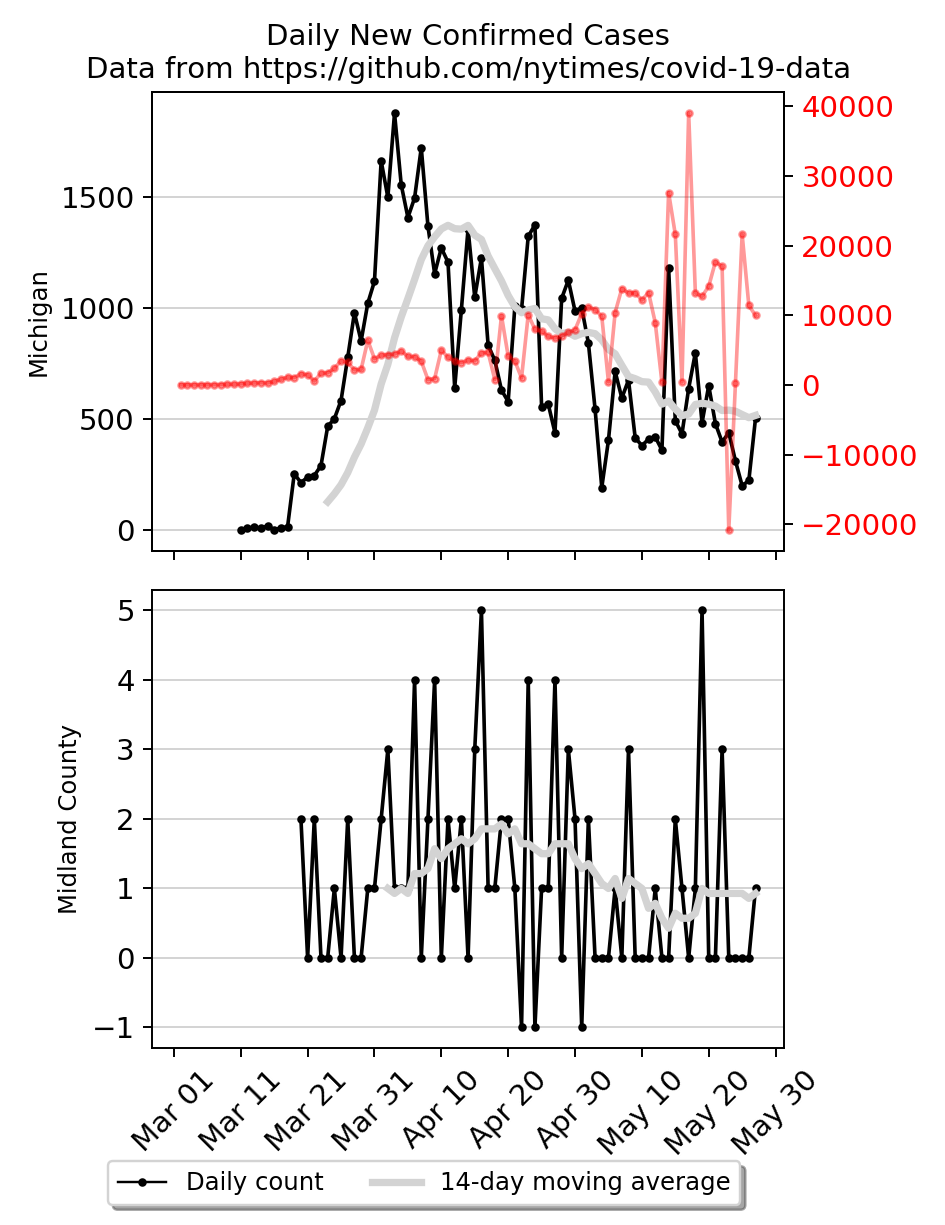 Daily New Confirmed Cases
Data from https://github.com/nytimes/covid-19-data
Michigan
1500
1000
500
0
40000
30000
20000
10000
0
−10000
−20000
Midland County
5
4
3
2
1
0
−1
Mar 01
Mar 11
Mar 21
Mar 31
Apr 10
Apr 20
Apr 30
May 10
May 20
May 30
Daily count
14-day moving average